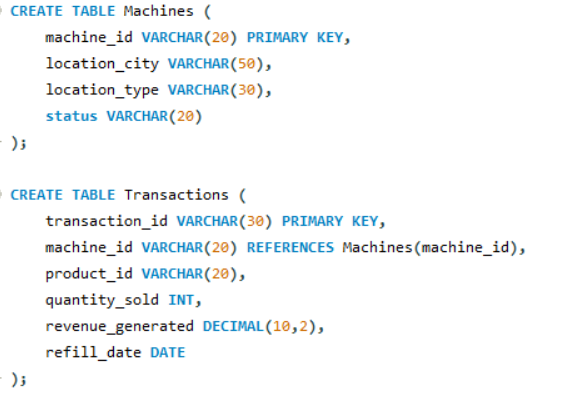 CREATE TABLE Machines (
    machine_id VARCHAR(20) PRIMARY KEY,
    location_city VARCHAR(50),
    location_type VARCHAR(30),
    status VARCHAR(20)
);

CREATE TABLE Transactions (
    transaction_id VARCHAR(30) PRIMARY KEY,
    machine_id VARCHAR(20) REFERENCES Machines(machine_id),
    product_id VARCHAR(20),
    quantity_sold INT,
    revenue_generated DECIMAL(10,2),
    refill_date DATE
);